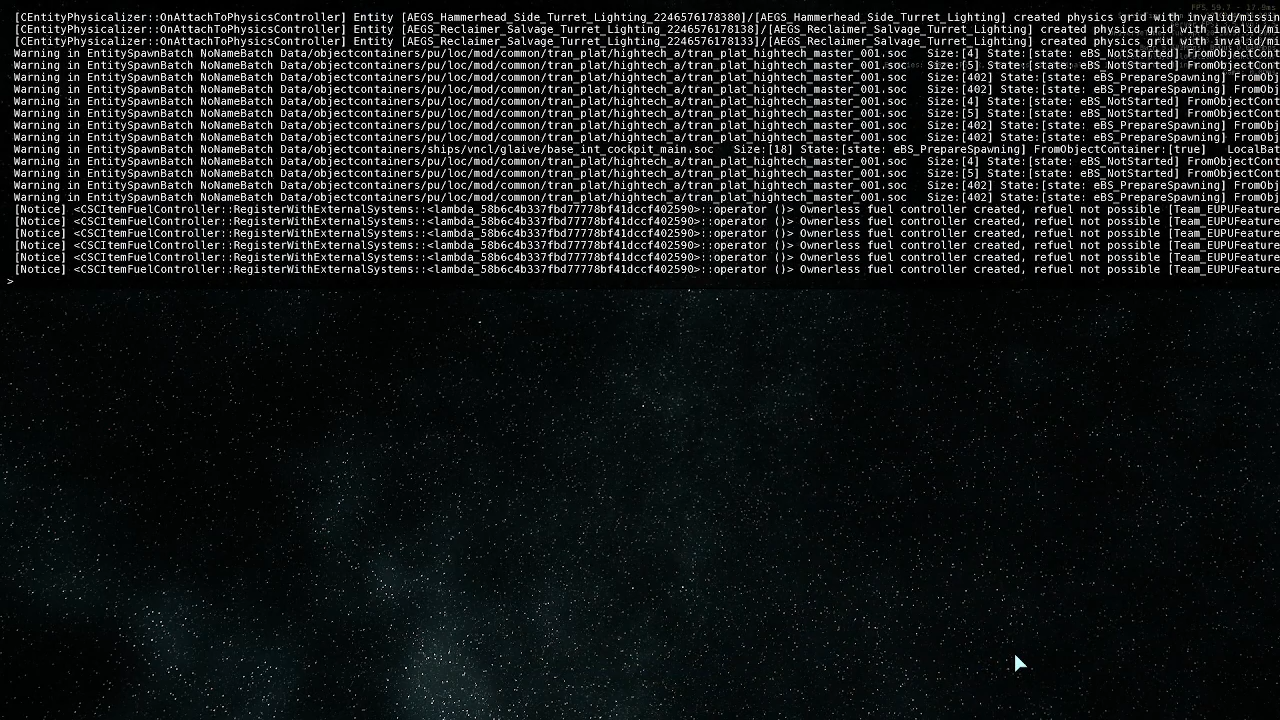 [CEntityPhysicalizer::OnAttachToPhysicsController] Entity [AEGS_Hammerhead_Side_Turret_Lighting_2246576178380]/[AEGS_Hammerhead_Side_Turret_Lighting] created physics grid with invalid/missin
[CEntityPhysicalizer::OnAttachToPhysicsController] Entity [AEGS_Reclaimer_Salvage_Turret_Lighting_2246576178138]/[AEGS_Reclaimer_Salvage_Turret_Lighting] created physics grid with invalid/mi
[CEntityPhysicalizer::OnAttachToPhysicsController] Entity [AEGS_Reclaimer_Salvage_Turret_Lighting_2246576178133]/[AEGS_Reclaimer_Salvage_Turret_Lighting] created physics grid with invalid/mi
Warning in EntitySpawnBatch NoNameBatch Data/objectcontainers/pu/loc/mod/common/tran_plat/hightech_a/tran_plat_hightech_master_001.soc Size:[4] State:[state: eBS_NotStarted] FromObjectCont
Warning in EntitySpawnBatch NoNameBatch Data/objectcontainers/pu/loc/mod/common/tran_plat/hightech_a/tran_plat_hightech_master_001.soc Size:[5] State:[state: eBS_NotStarted] FromObjectCont
Warning in EntitySpawnBatch NoNameBatch Data/objectcontainers/pu/loc/mod/common/tran_plat/hightech_a/tran_plat_hightech_master_001.soc Size:[402] State:[state: eBS_PrepareSpawning] FromObj
Warning in EntitySpawnBatch NoNameBatch Data/objectcontainers/pu/loc/mod/common/tran_plat/hightech_a/tran_plat_hightech_master_001.soc Size:[402] State:[state: eBS_PrepareSpawning] FromObj
Warning in EntitySpawnBatch NoNameBatch Data/objectcontainers/pu/loc/mod/common/tran_plat/hightech_a/tran_plat_hightech_master_001.soc Size:[4] State:[state: eBS_NotStarted] FromObjectCont
Warning in EntitySpawnBatch NoNameBatch Data/objectcontainers/pu/loc/mod/common/tran_plat/hightech_a/tran_plat_hightech_master_001.soc Size:[5] State:[state: eBS_NotStarted] FromObjectCont
Warning in EntitySpawnBatch NoNameBatch Data/objectcontainers/pu/loc/mod/common/tran_plat/hightech_a/tran_plat_hightech_master_001.soc Size:[402] State:[state: eBS_PrepareSpawning] FromObj
Warning in EntitySpawnBatch NoNameBatch Data/objectcontainers/pu/loc/mod/common/tran_plat/hightech_a/tran_plat_hightech_master_001.soc Size:[402] State:[state: eBS_PrepareSpawning] FromObj
Warning in EntitySpawnBatch NoNameBatch Data/objectcontainers/ships/vncl/glaive/base_int_cockpit_main.soc Size:[18] State:[state: eBS_PrepareSpawning] FromObjectContainer:[true] LocalBat
Warning in EntitySpawnBatch NoNameBatch Data/objectcontainers/pu/loc/mod/common/tran_plat/hightech_a/tran_plat_hightech_master_001.soc Size:[4] State:[state: eBS_NotStarted] FromObjectCont
Warning in EntitySpawnBatch NoNameBatch Data/objectcontainers/pu/loc/mod/common/tran_plat/hightech_a/tran_plat_hightech_master_001.soc Size:[5] State:[state: eBS_NotStarted] FromObjectCont
Warning in EntitySpawnBatch NoNameBatch Data/objectcontainers/pu/loc/mod/common/tran_plat/hightech_a/tran_plat_hightech_master_001.soc Size:[402] State:[state: eBS_PrepareSpawning] FromObj
Warning in EntitySpawnBatch NoNameBatch Data/objectcontainers/pu/loc/mod/common/tran_plat/hightech_a/tran_plat_hightech_master_001.soc Size:[402] State:[state: eBS_PrepareSpawning] FromObj
[Notice] <CSCItemFuelController::RegisterWithExternalSystems::<lambda_58b6c4b337fbd77778bf41dccf402590>::operator ()> Ownerless fuel controller created, refuel not possible [Team_EUPUFeature
[Notice] <CSCItemFuelController::RegisterWithExternalSystems::<lambda_58b6c4b337fbd77778bf41dccf402590>::operator ()> Ownerless fuel controller created, refuel not possible [Team_EUPUFeature
[Notice] <CSCItemFuelController::RegisterWithExternalSystems::<lambda_58b6c4b337fbd77778bf41dccf402590>::operator ()> Ownerless fuel controller created, refuel not possible [Team_EUPUFeature
[Notice] <CSCItemFuelController::RegisterWithExternalSystems::<lambda_58b6c4b337fbd77778bf41dccf402590>::operator ()> Ownerless fuel controller created, refuel not possible [Team_EUPUFeature
[Notice] <CSCItemFuelController::RegisterWithExternalSystems::<lambda_58b6c4b337fbd77778bf41dccf402590>::operator ()> Ownerless fuel controller created, refuel not possible [Team_EUPUFeature
[Notice] <CSCItemFuelController::RegisterWithExternalSystems::<lambda_58b6c4b337fbd77778bf41dccf402590>::operator ()> Ownerless fuel controller created, refuel not possible [Team_EUPUFeature
>